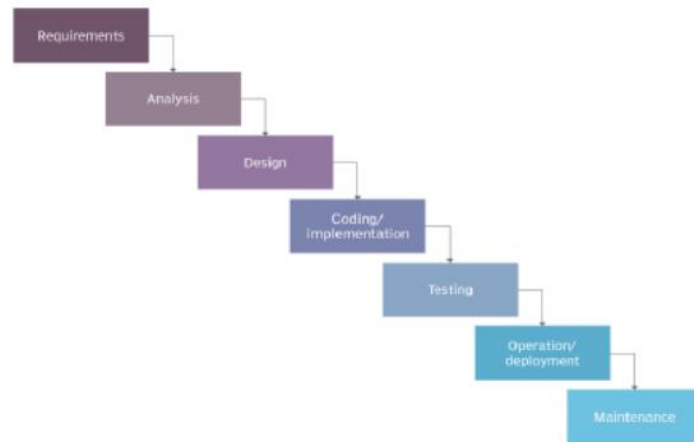 Requirements
Analysis
Design
Coding/
implementation
Testing
Operation/
deployment
Maintenance